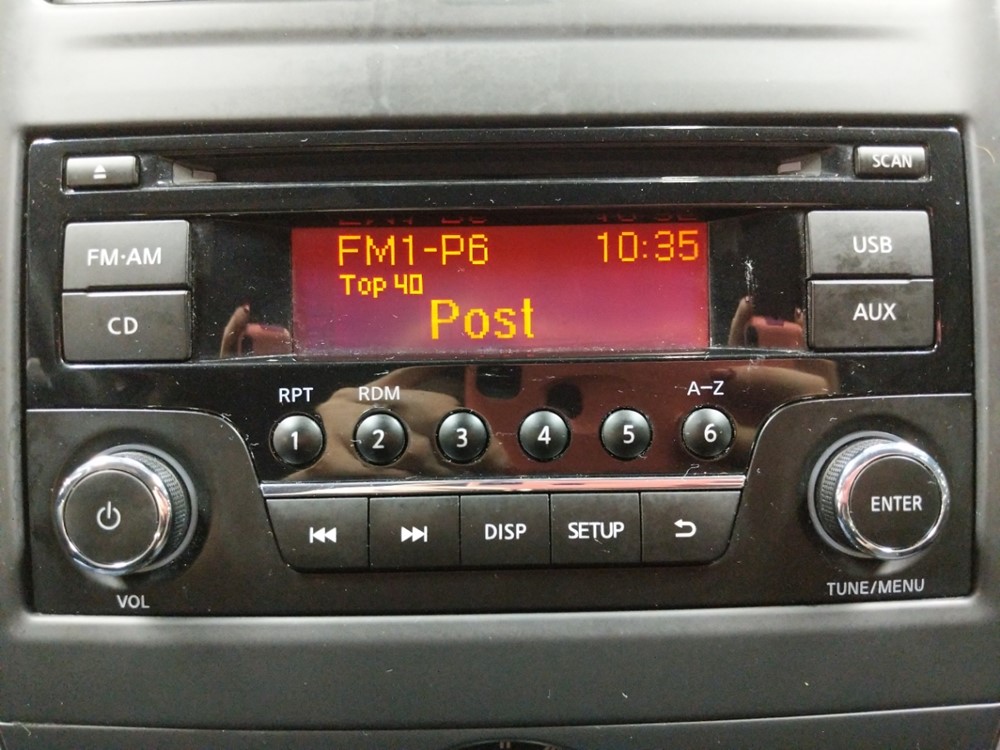 SCAN
FM1-P6 10:35
Top 40
Post
FM·AM
CD
USB
AUX
RPT RDM A-Z
1 2 3 4 5 6
DISP SETUP
ENTER
VOL
TUNE/MENU